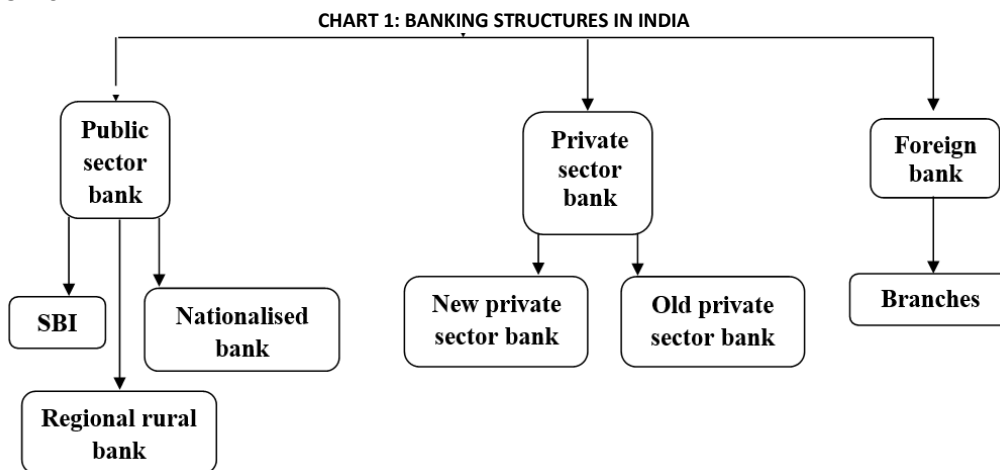 CHART 1: BANKING STRUCTURES IN INDIA
Public
sector
bank
Private
sector
bank
Foreign
bank
SBI
Nationalised
bank
New private
sector bank
Old private
sector bank
Branches
Regional rural
bank